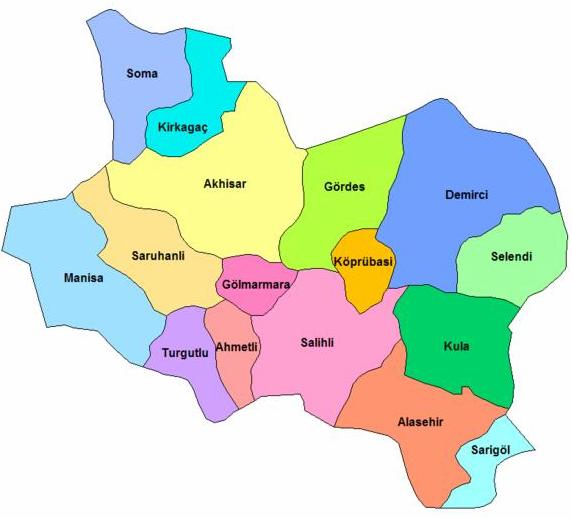 Soma
Kirkagaç
Akhisar
Gördes
Demirci
Saruhanli
Köprübasi
Selendi
Manisa
Gölmarmara
Turgutlu
Ahmetli
Salihli
Kula
Alasehir
Sarigöl